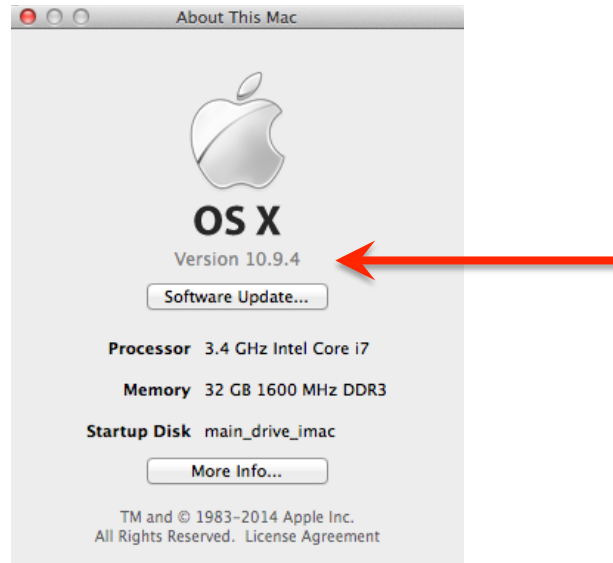 About This Mac
OS X
Version 10.9.4
Software Update...
Processor 3.4 GHz Intel Core i7
Memory 32 GB 1600 MHz DDR3
Startup Disk main_drive_imac
More Info...
TM and © 1983–2014 Apple Inc.
All Rights Reserved. License Agreement